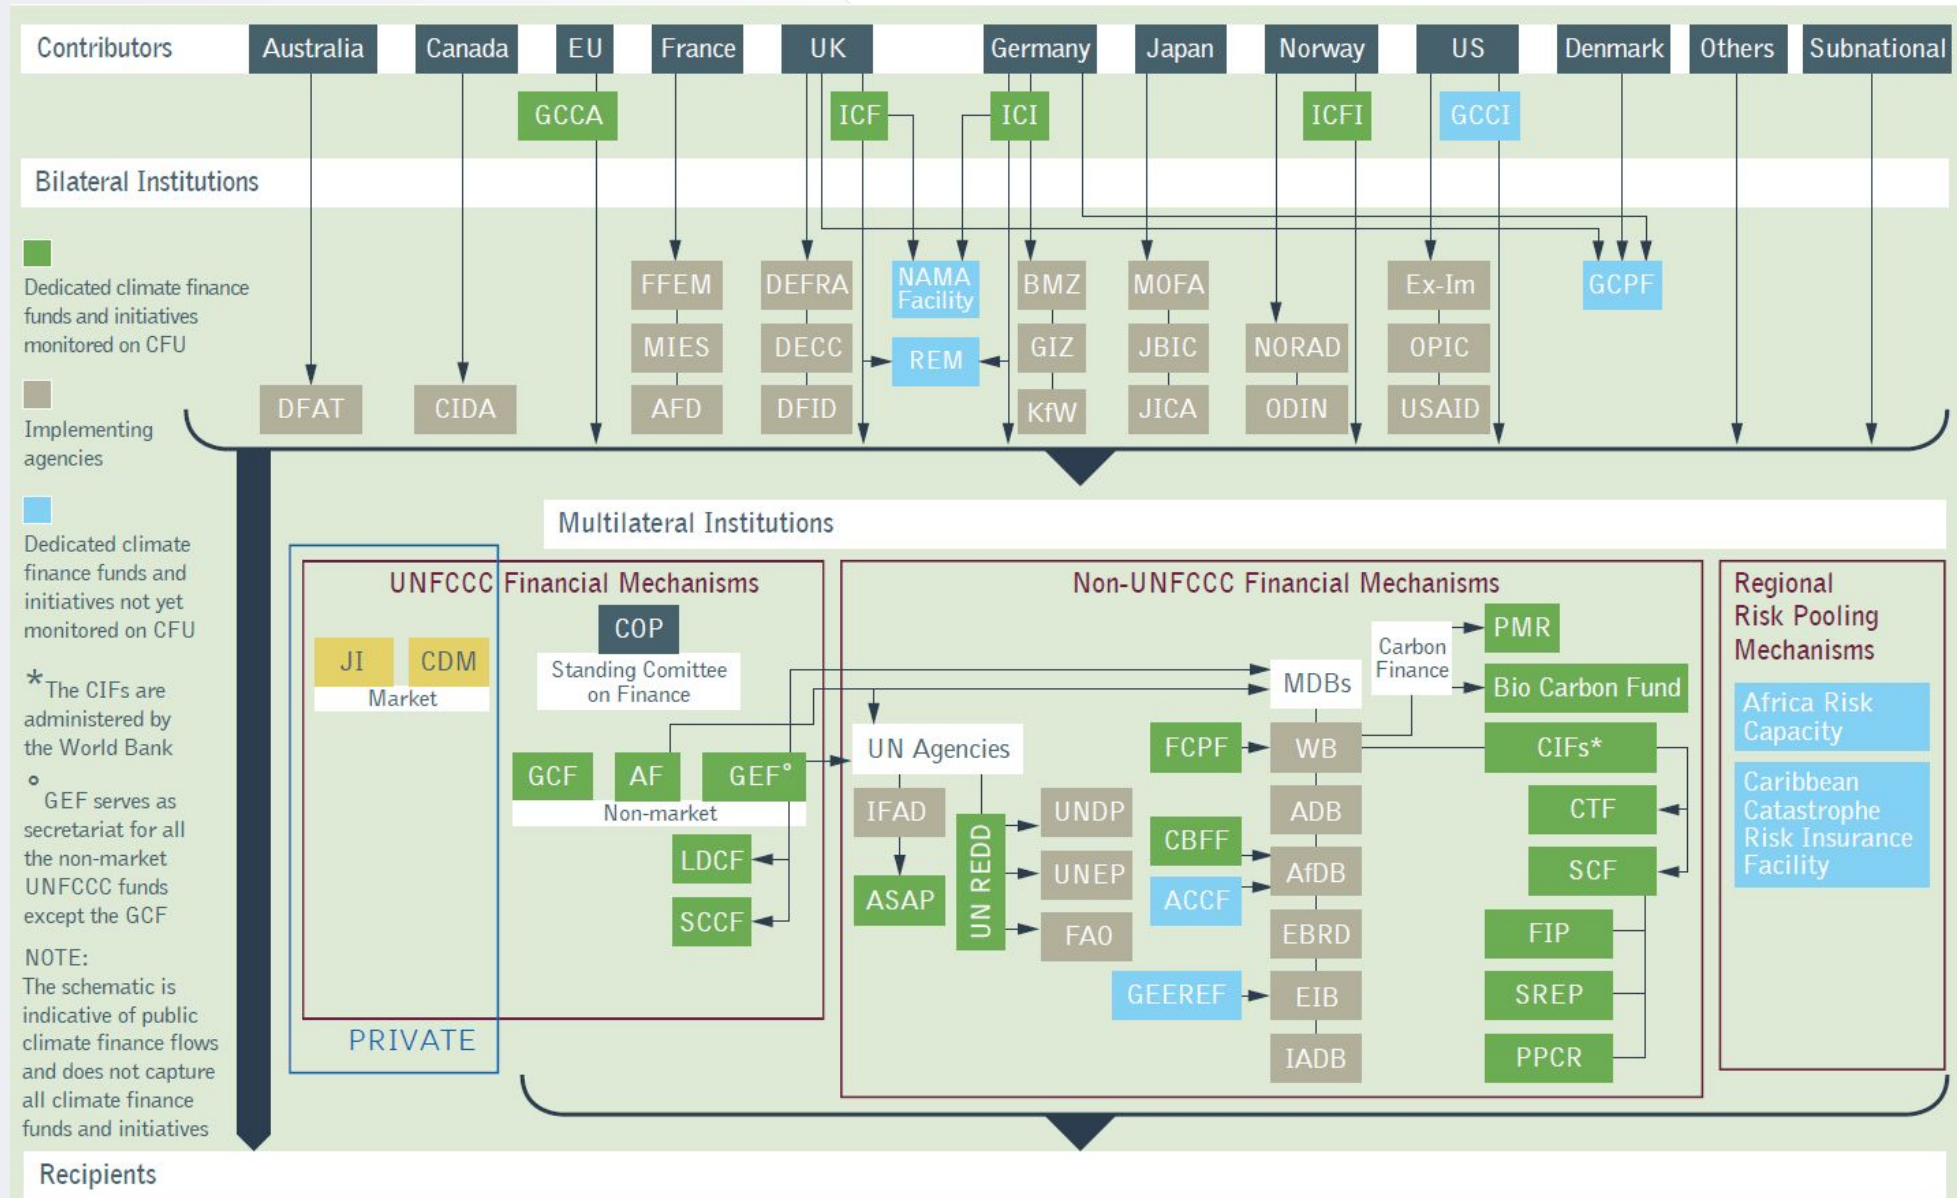 Contributors
Australia
Canada
EU
France
UK
Germany
Japan
Norway
US
Denmark
Others
Subnational
GCCA
ICF
ICI
ICFI
GCCI
Bilateral Institutions
Dedicated climate finance
funds and initiatives
monitored on CFU
Implementing
agencies
Dedicated climate
finance funds and
initiatives not yet
monitored on CFU
*The CIFs are
administered by
the World Bank
° GEF serves as
secretariat for all
the non-market
UNFCCC funds
except the GCF
NOTE:
The schematic is
indicative of public
climate finance flows
and does not capture
all climate finance
funds and initiatives
FFEM
DEFRA
NAMA
Facility
BMZ
MOFA
Ex-Im
GCPF
MIES
DECC
REM
GIZ
JBIC
NORAD
OPIC
DFAT
CIDA
AFD
DFID
KfW
JICA
ODIN
USAID
Multilateral Institutions
UNFCCC Financial Mechanisms
COP
Standing Comittee
on Finance
JI
CDM
Market
GCF
AF
GEF°
Non-market
LDCF
SCCF
PRIVATE
Non-UNFCCC Financial Mechanisms
UN Agencies
IFAD
ASAP
UN REDD
UNDP
UNEP
FAO
MDBs
Carbon
Finance
PMR
Bio Carbon Fund
FCPF
WB
CIFs*
ADB
CTF
CBFF
AfDB
SCF
ACCF
EBRD
FIP
GEEREF
EIB
SREP
IADB
PPCR
Regional
Risk Pooling
Mechanisms
Africa Risk
Capacity
Caribbean
Catastrophe
Risk Insurance
Facility
Recipients